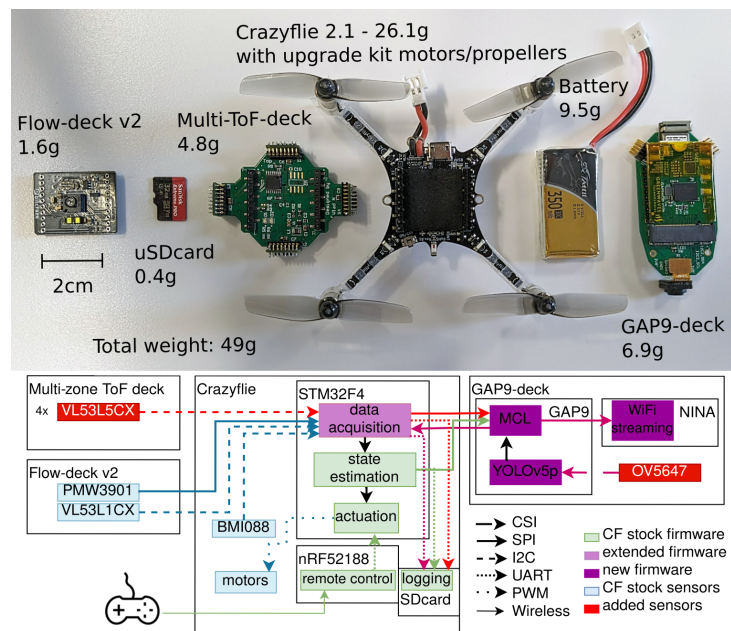 Crazyflie 2.1 - 26.1g
with upgrade kit motors/propellers
Battery
9.5g
Flow-deck v2
1.6g
Multi-ToF-deck
4.8g
350
uSDcard
0.4g
2cm
GAP9-deck
6.9g
Total weight: 49g
Multi-zone ToF deck
4x VL53L5CX
Flow-deck v2
PMW3901
VL53L1CX
Crazyflie
STM32F4
data
acquisition
state
estimation
actuation
BMI088
motors
nRF52188
remote control
logging
SDcard
GAP9-deck
MCL
GAP9
YOLOv5p
WiFi
streaming
NINA
OV5647
CSI
SPI
I2C
UART
PWM
Wireless
CF stock firmware
extended firmware
new firmware
CF stock sensors
added sensors